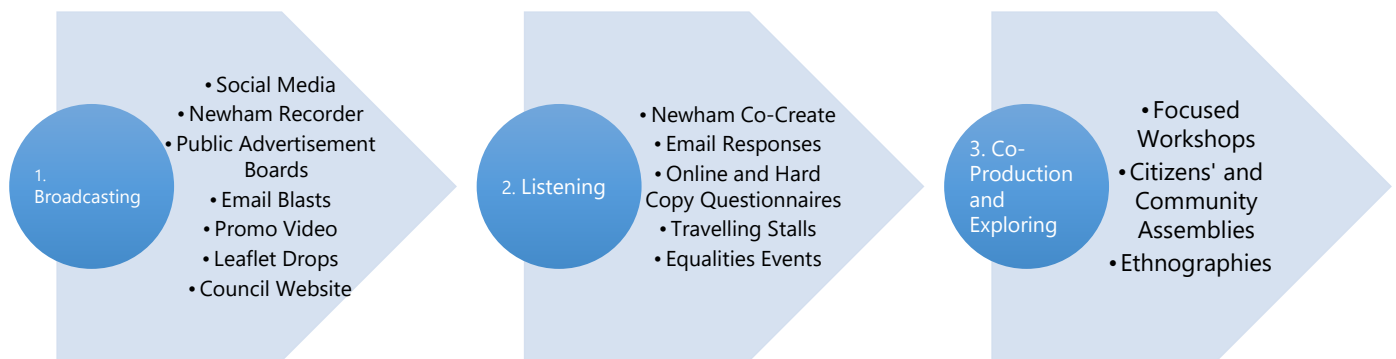 1.
Broadcasting
• Social Media
• Newham Recorder
• Public Advertisement
Boards
• Email Blasts
• Promo Video
• Leaflet Drops
• Council Website
2. Listening
• Newham Co-Create
• Email Responses
• Online and Hard
Copy Questionnaires
• Travelling Stalls
• Equalities Events
3. Co-
Production
and
Exploring
• Focused
Workshops
• Citizens' and
Community
Assemblies
• Ethnographies